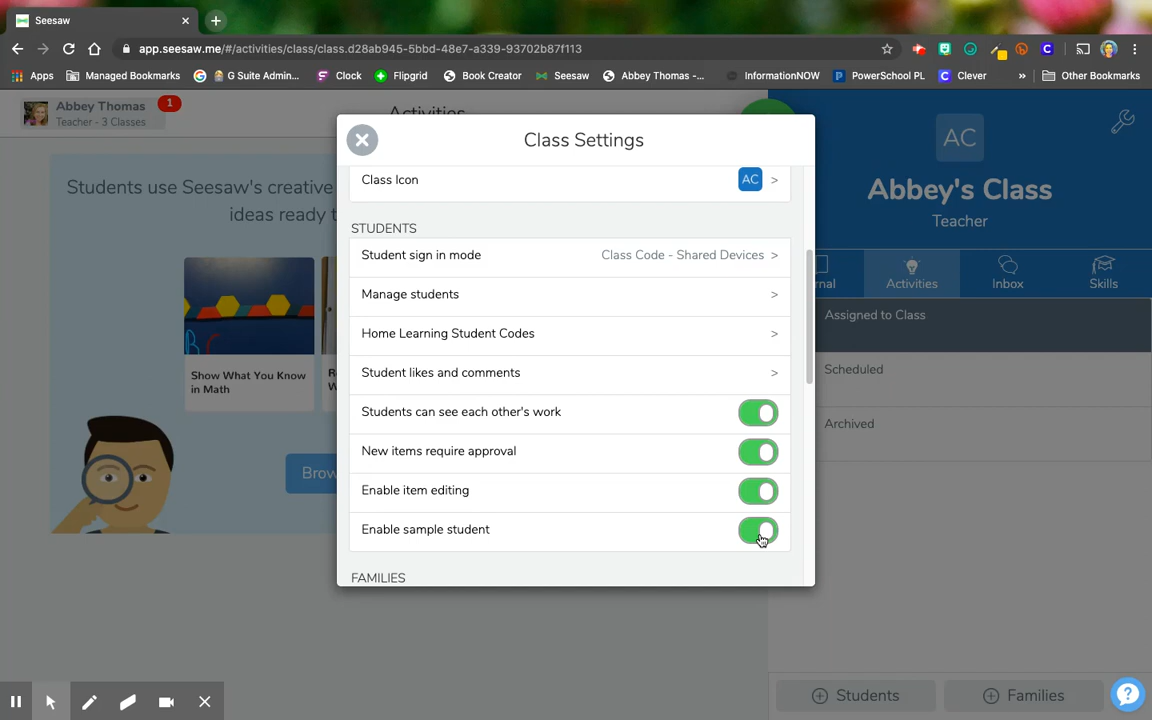 Seesaw
app.seesaw.me/#/activities/class/class.d28ab945-5bbd-48e7-a339-93702b87f113
Apps
Managed Bookmarks
G Suite Admin...
Clock
Flipgrid
Book Creator
Seesaw
Abbey Thomas -...
InformationNOW
PowerSchool PL
Clever
»
Other Bookmarks
Abbey Thomas
1
Teacher - 3 Classes
Activities
Students use Seesaw's creative
ideas ready t
Show What You Know
in Math
Brow
Class Settings
Class Icon
AC >
STUDENTS
Student sign in mode
Class Code - Shared Devices >
Manage students >
Home Learning Student Codes >
Student likes and comments >
Students can see each other's work
New items require approval
Enable item editing
Enable sample student
FAMILIES
AC
Abbey's Class
Teacher
rnal
Activities
Inbox
Skills
Assigned to Class
Scheduled
Archived
Students
Families
?